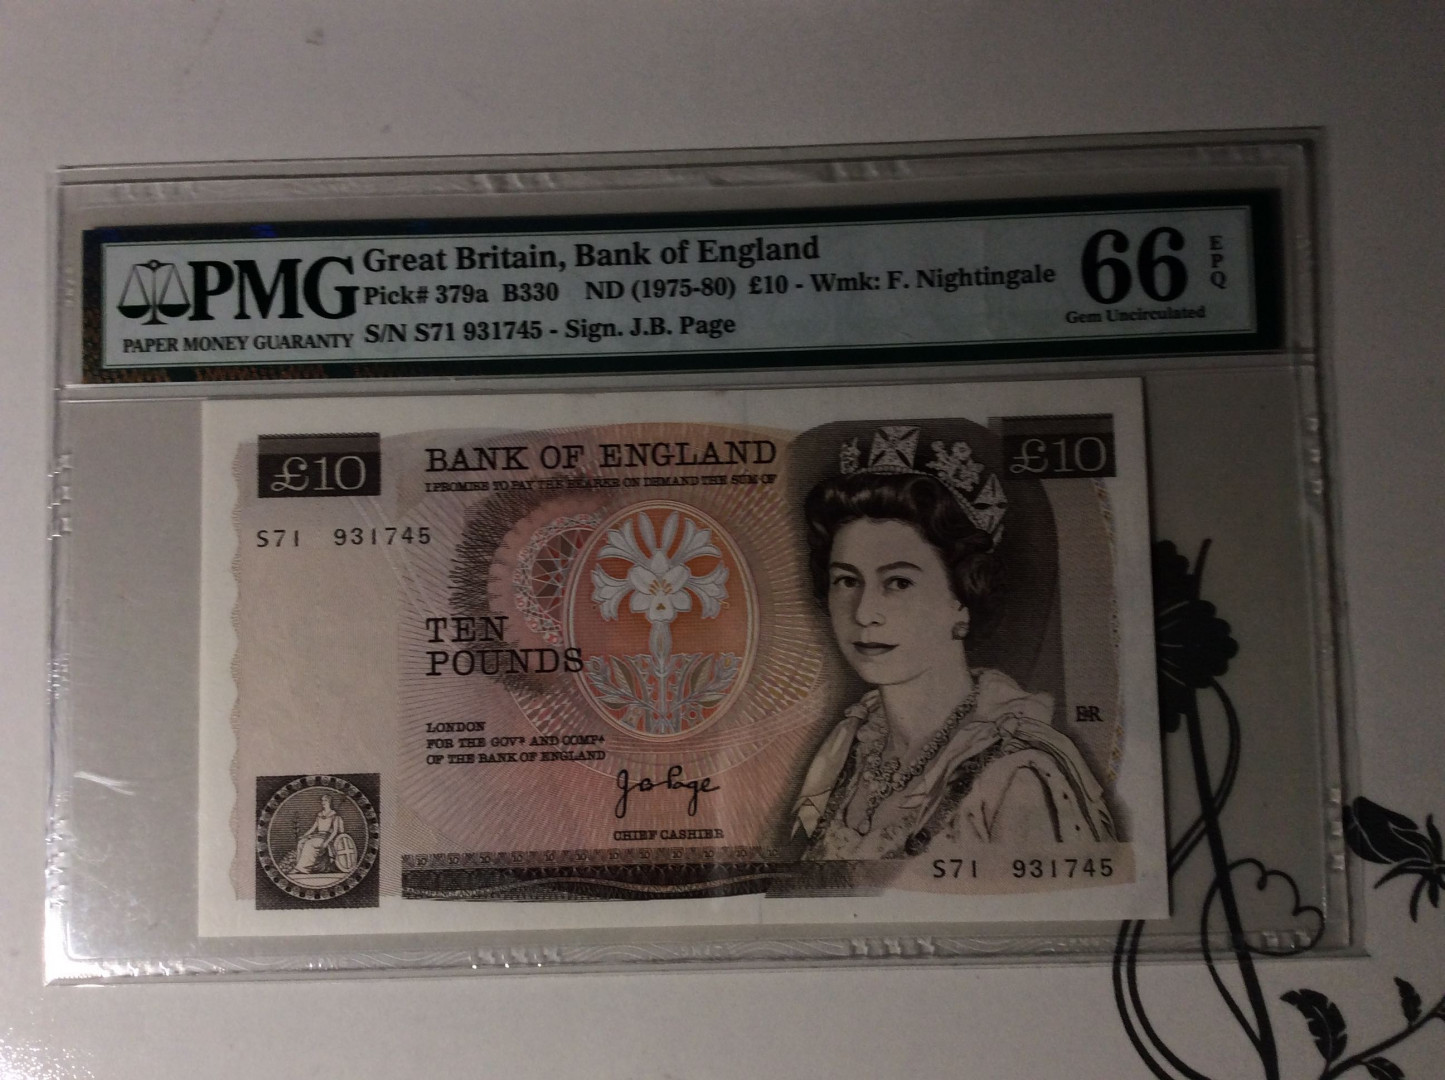 PMG
PAPER MONEY GUARANTY
Great Britain, Bank of England
Pick# 379a B330 ND (1975-80) £10 - Wmk: F. Nightingale
S/N S71 931745 - Sign. J.B. Page
66
EPQ
Gem Uncirculated
£10
BANK OF ENGLAND
£10
I PROMISE TO PAY THE BEARER ON DEMAND THE SUM OF
S71 931745
TEN
POUNDS
LONDON
FOR THE GOVR AND COMPA
OF THE BANK OF ENGLAND
JB Page
CHIEF CASHIER
E·R
S71 931745